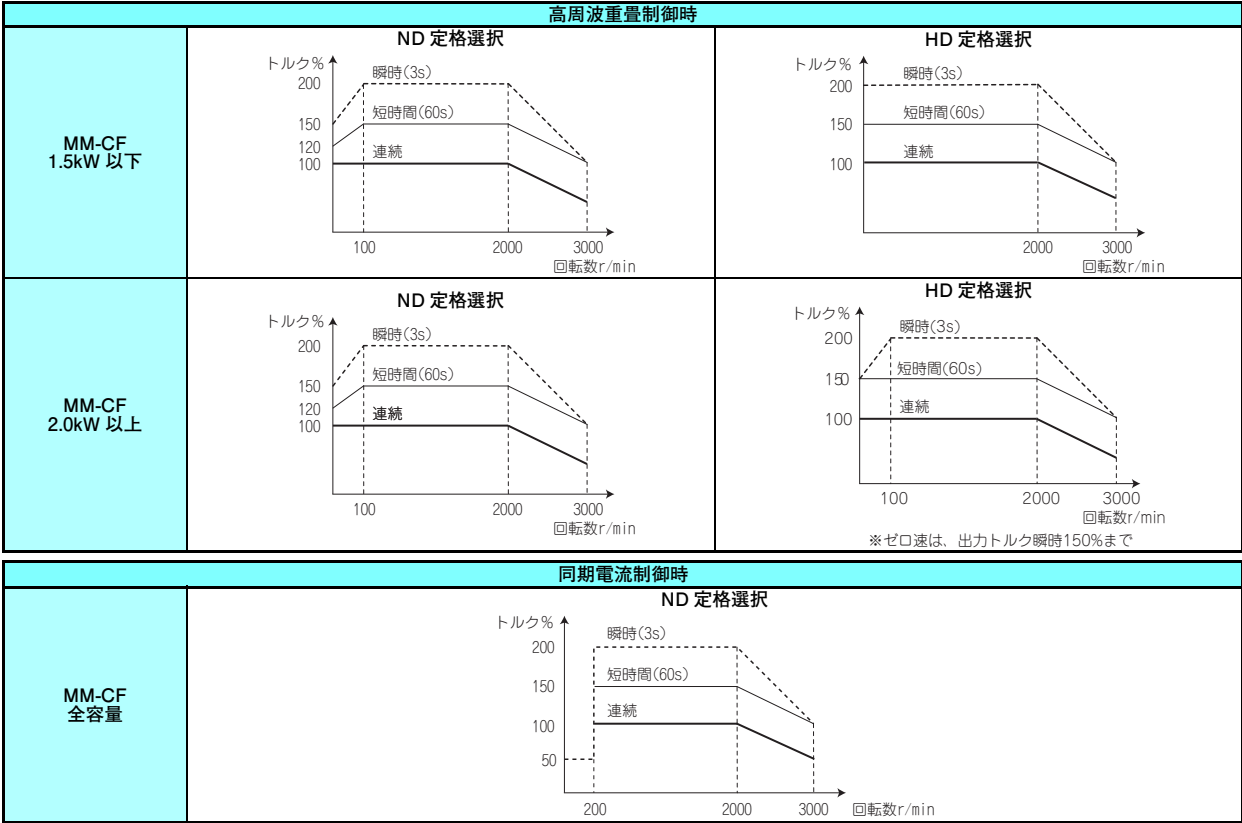 高周波重畳制御時
MM-CF
1.5kW 以下
ND 定格選択
トルク%
200
150
120
100
瞬時(3s)
短時間(60s)
連続
100
2000
3000
回転数r/min
HD 定格選択
トルク%
200
150
100
瞬時(3s)
短時間(60s)
連続
2000
3000
回転数r/min
MM-CF
2.0kW 以上
ND 定格選択
トルク%
200
150
120
100
瞬時(3s)
短時間(60s)
連続
100
2000
3000
回転数r/min
HD 定格選択
トルク%
200
150
100
瞬時(3s)
短時間(60s)
連続
100
2000
3000
回転数r/min
※ゼロ速は、出力トルク瞬時150%まで
同期電流制御時
MM-CF
全容量
ND 定格選択
トルク%
200
150
100
50
瞬時(3s)
短時間(60s)
連続
200
2000
3000
回転数r/min